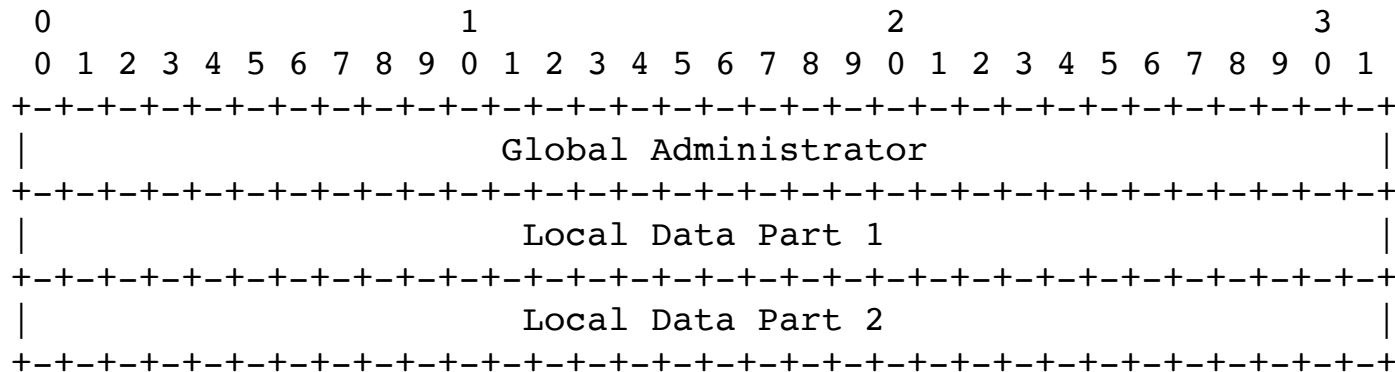 0                   1                   2                   3
 0 1 2 3 4 5 6 7 8 9 0 1 2 3 4 5 6 7 8 9 0 1 2 3 4 5 6 7 8 9 0 1
+-+-+-+-+-+-+-+-+-+-+-+-+-+-+-+-+-+-+-+-+-+-+-+-+-+-+-+-+-+-+-+-+
|                      Global Administrator                     |
+-+-+-+-+-+-+-+-+-+-+-+-+-+-+-+-+-+-+-+-+-+-+-+-+-+-+-+-+-+-+-+-+
|                       Local Data Part 1                       |
+-+-+-+-+-+-+-+-+-+-+-+-+-+-+-+-+-+-+-+-+-+-+-+-+-+-+-+-+-+-+-+-+
|                       Local Data Part 2                       |
+-+-+-+-+-+-+-+-+-+-+-+-+-+-+-+-+-+-+-+-+-+-+-+-+-+-+-+-+-+-+-+-+